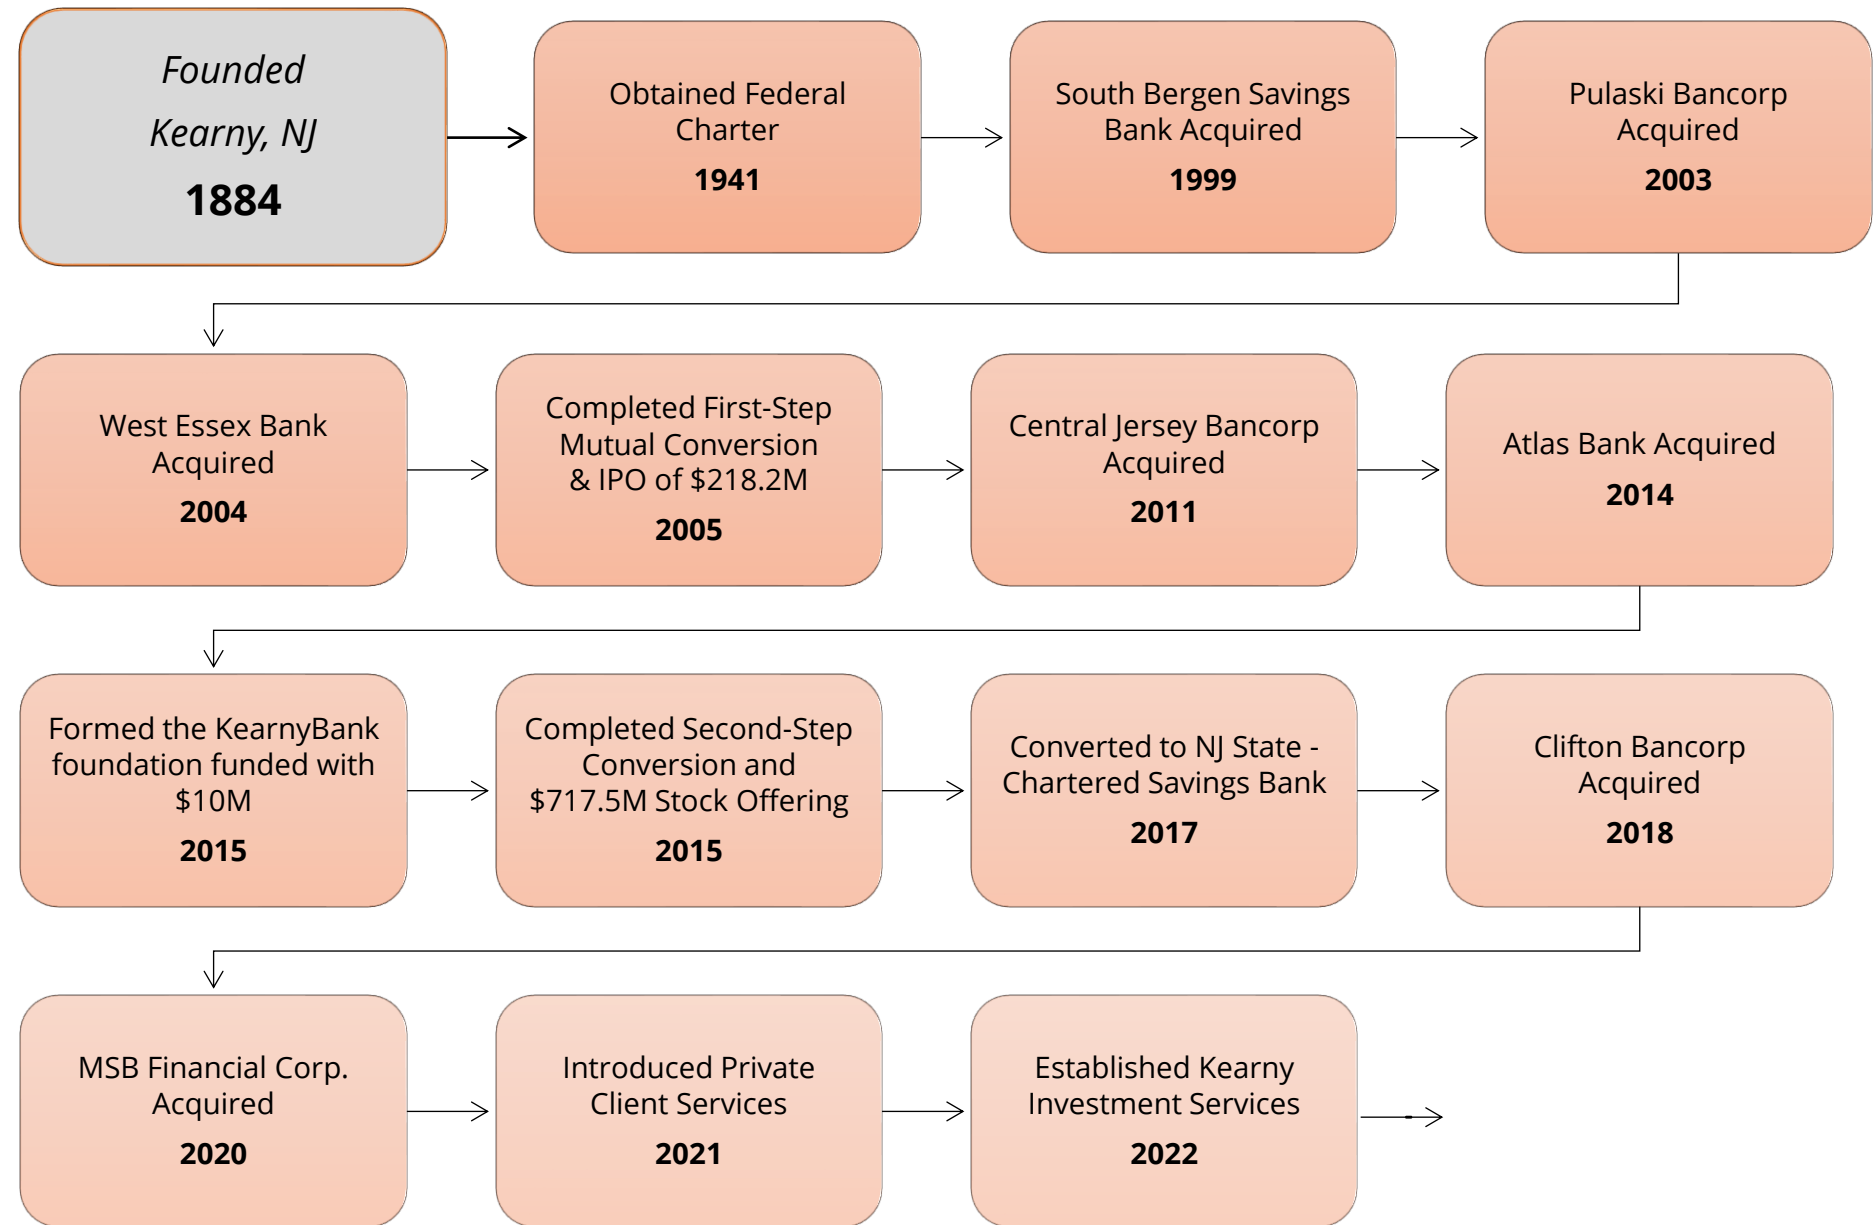 Founded
Kearny, NJ
1884
Obtained Federal
Charter
1941
South Bergen Savings
Bank Acquired
1999
Pulaski Bancorp
Acquired
2003
West Essex Bank
Acquired
2004
Completed First-Step
Mutual Conversion
& IPO of $218.2M
2005
Central Jersey Bancorp
Acquired
2011
Atlas Bank Acquired
2014
Formed the KearnyBank
foundation funded with
$10M
2015
Completed Second-Step
Conversion and
$717.5M Stock Offering
2015
Converted to NJ State -
Chartered Savings Bank
2017
Clifton Bancorp
Acquired
2018
MSB Financial Corp.
Acquired
2020
Introduced Private
Client Services
2021
Established Kearny
Investment Services
2022